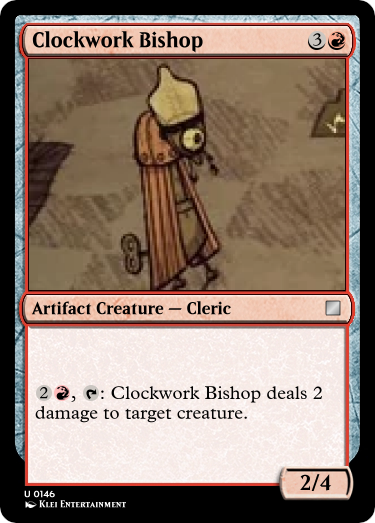 Clockwork Bishop 3
Artifact Creature — Cleric
2, : Clockwork Bishop deals 2
damage to target creature.
2/4
U 0146
Klei Entertainment